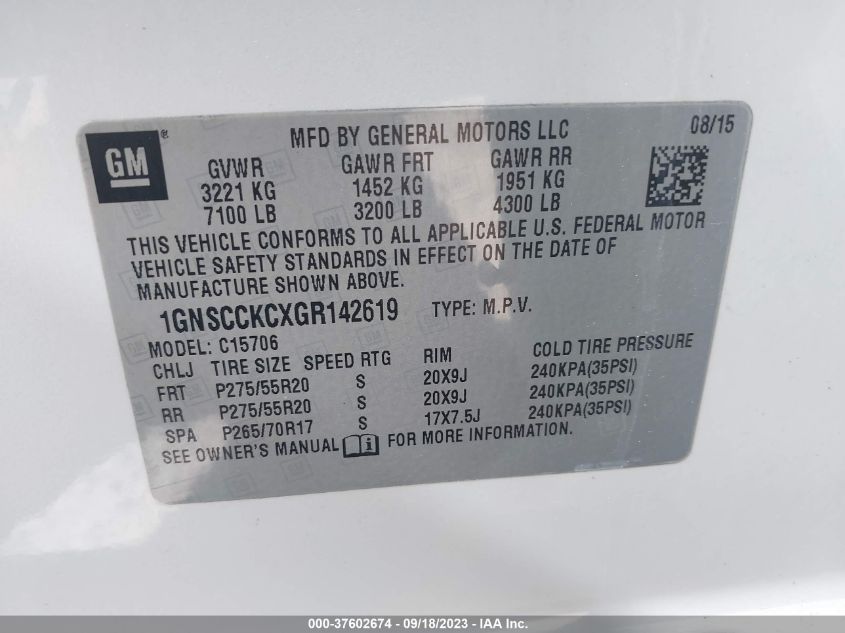 GM ®
MFD BY GENERAL MOTORS LLC 08/15
GVWR GAWR FRT GAWR RR
3221 KG 1452 KG 1951 KG
7100 LB 3200 LB 4300 LB
THIS VEHICLE CONFORMS TO ALL APPLICABLE U.S. FEDERAL MOTOR
VEHICLE SAFETY STANDARDS IN EFFECT ON THE DATE OF
MANUFACTURE SHOWN ABOVE.
1GNSCCKCXGR142619 TYPE: M.P.V.
MODEL: C15706
CHLJ TIRE SIZE SPEED RTG RIM COLD TIRE PRESSURE
FRT P275/55R20 S 20X9J 240KPA(35PSI)
RR P275/55R20 S 20X9J 240KPA(35PSI)
SPA P265/70R17 S 17X7.5J 240KPA(35PSI)
SEE OWNER'S MANUAL i FOR MORE INFORMATION.
000-37602674 - 09/18/2023 - IAA Inc.